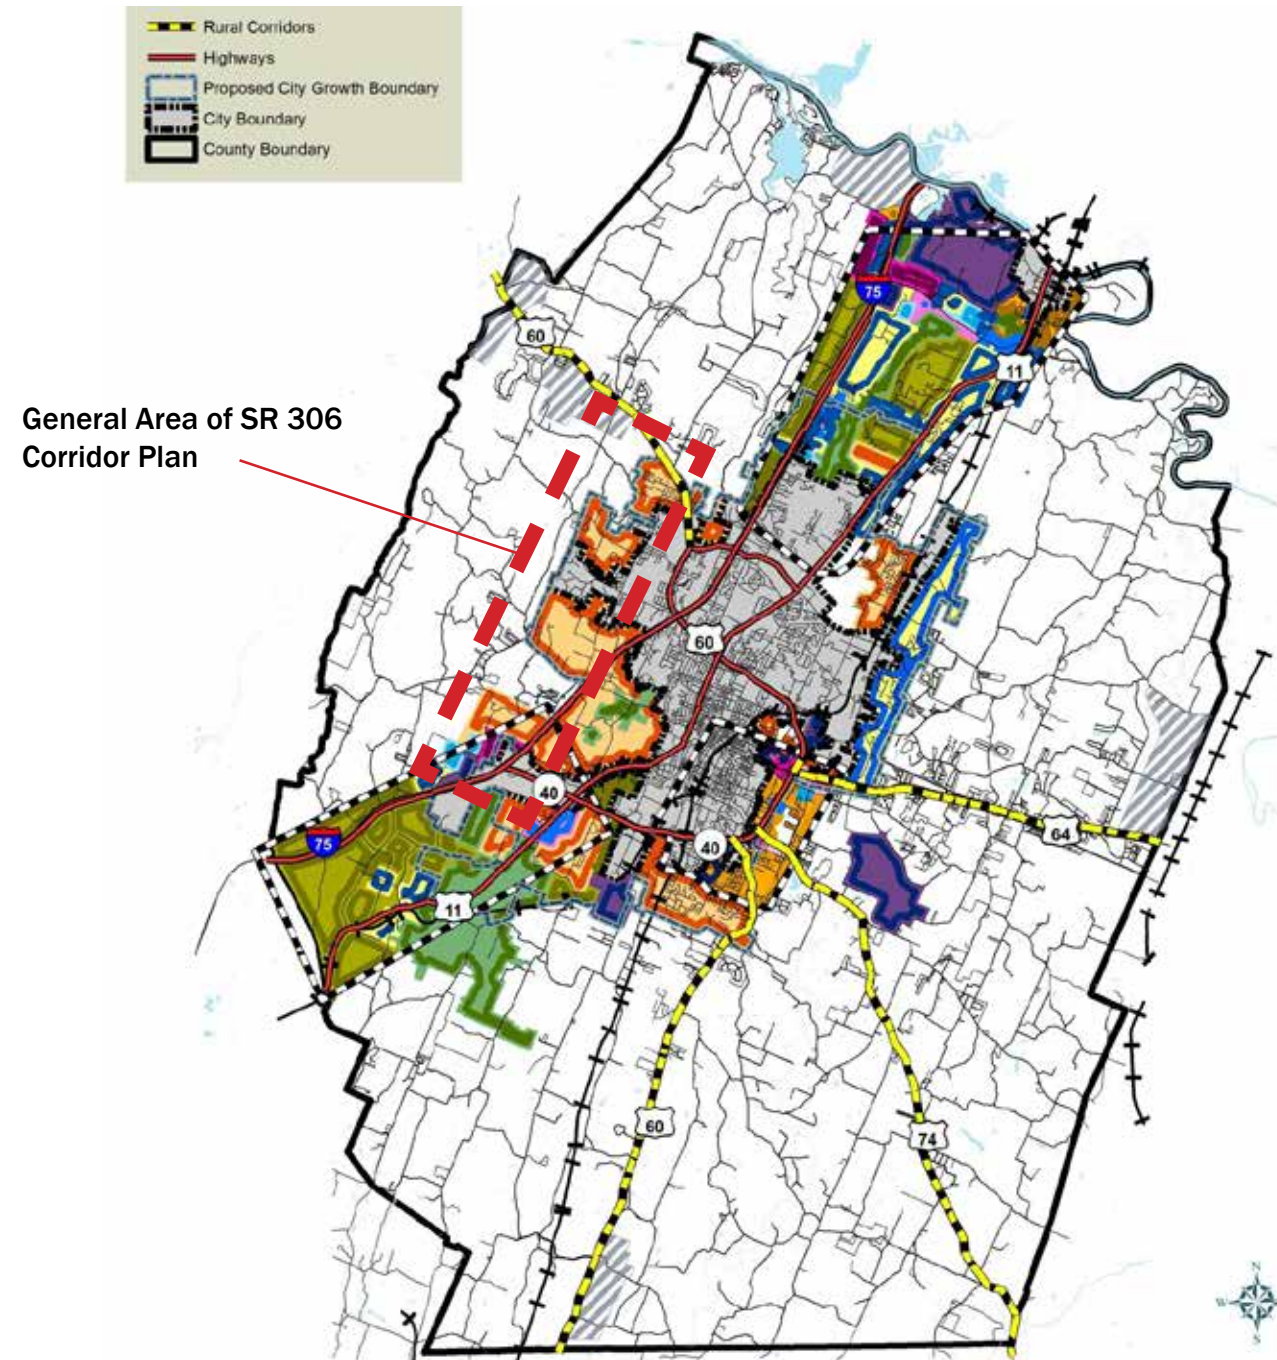 Rural Corridors
Highways
Proposed City Growth Boundary
City Boundary
County Boundary
General Area of SR 306
Corridor Plan
60
75
11
60
40
40
64
75
11
60
74
N
W
S